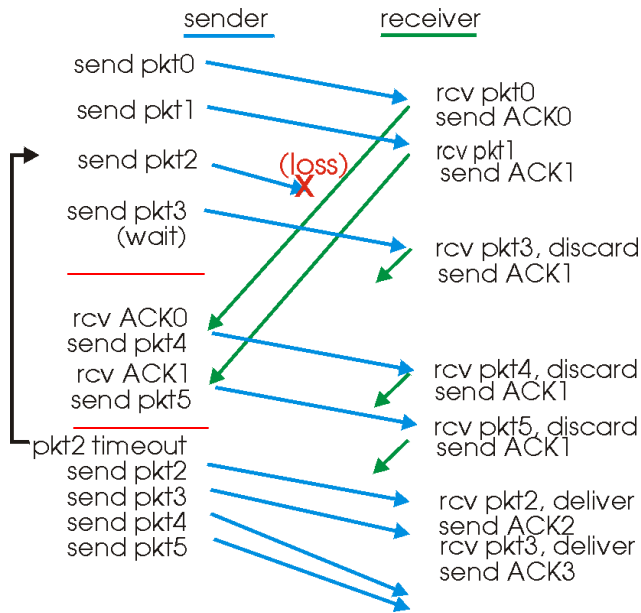 sender
receiver
send pkt0
send pkt1
send pkt2
send pkt3
(wait)
(loss)
X
rcv pkt0
send ACK0
rcv pkt1
send ACK1
rcv pkt3, discard
send ACK1
rcv ACK0
send pkt4
rcv ACK1
send pkt5
rcv pkt4, discard
send ACK1
rcv pkt5, discard
send ACK1
pkt2 timeout
send pkt2
send pkt3
send pkt4
send pkt5
rcv pkt2, deliver
send ACK2
rcv pkt3, deliver
send ACK3